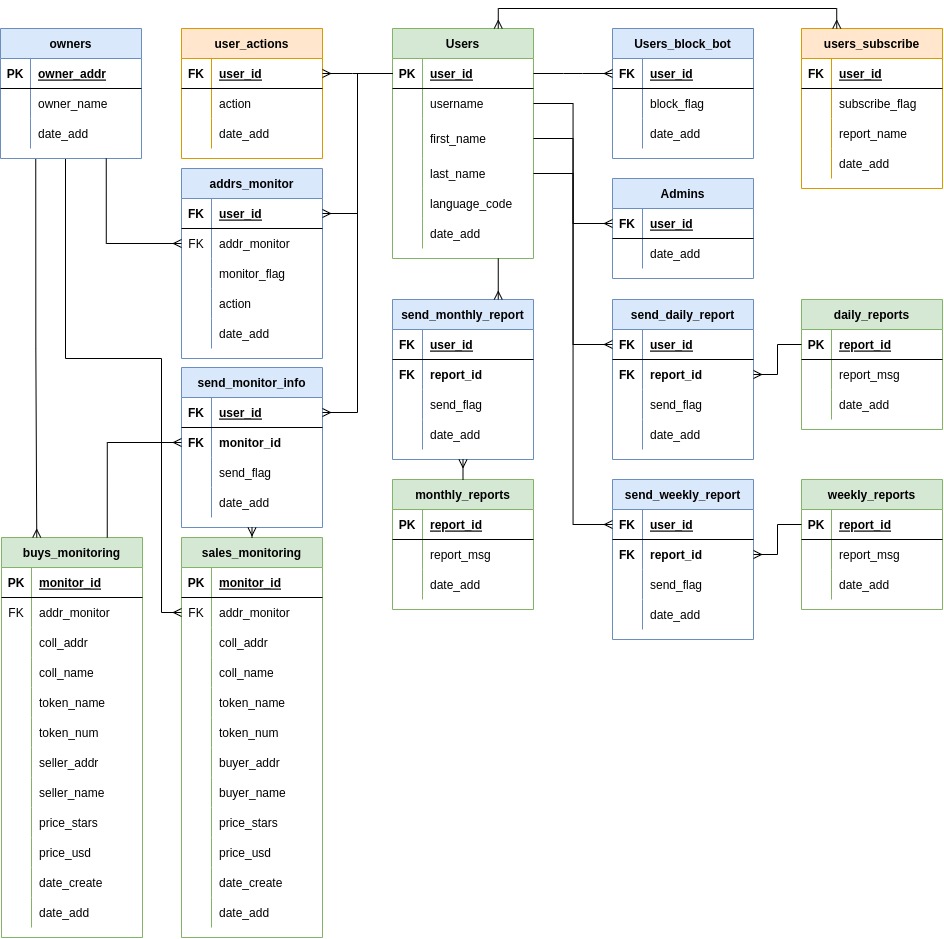 owners
PK owner_addr
owner_name
date_add
user_actions
FK user_id
action
date_add
Users
PK user_id
username
first_name
last_name
language_code
date_add
Users_block_bot
FK user_id
block_flag
date_add
users_subscribe
FK user_id
subscribe_flag
report_name
date_add
addrs_monitor
FK user_id
FK addr_monitor
monitor_flag
action
date_add
Admins
FK user_id
date_add
send_monthly_report
FK user_id
FK report_id
send_flag
date_add
send_daily_report
FK user_id
FK report_id
send_flag
date_add
daily_reports
PK report_id
report_msg
date_add
send_monitor_info
FK user_id
FK monitor_id
send_flag
date_add
monthly_reports
PK report_id
report_msg
date_add
send_weekly_report
FK user_id
FK report_id
send_flag
date_add
weekly_reports
PK report_id
report_msg
date_add
buys_monitoring
PK monitor_id
FK addr_monitor
coll_addr
coll_name
token_name
token_num
seller_addr
seller_name
price_stars
price_usd
date_create
date_add
sales_monitoring
PK monitor_id
FK addr_monitor
coll_addr
coll_name
token_name
token_num
buyer_addr
buyer_name
price_stars
price_usd
date_create
date_add